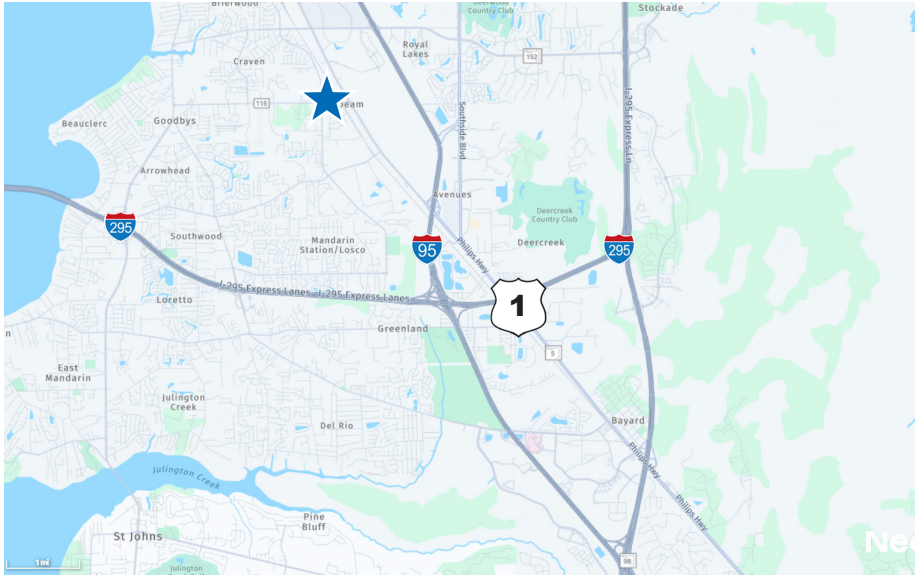 Brierwood
Deerwood
Country Club
Stockade
Royal
Lakes
152
Craven
116
Beauclerc
Goodbys
Southside Blvd
I-295 Express Ln
Arrowhead
Avenues
Deercreek
Country Club
295
Southwood
Mandarin
Station/Losco
95
Philips Hwy
Deercreek
295
I-295 Express Lanes
I-295 Express Lanes
Loretto
1
Greenland
5
East
Mandarin
Julington
Creek
Del Rio
Bayard
Philips Hwy
Julington Creek
Philips Hwy
Pine
Bluff
St Johns
98
1 mi
Julington